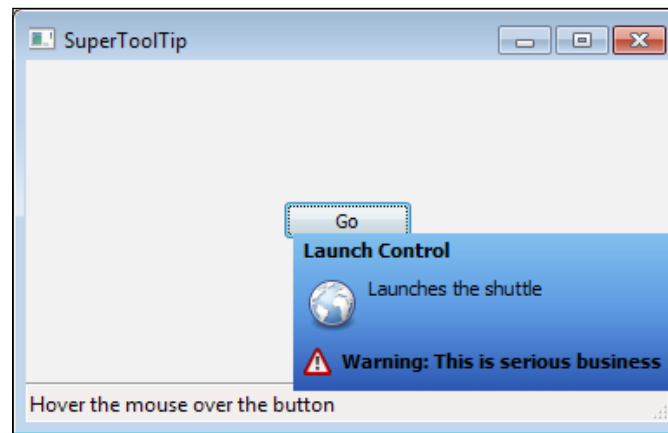 SuperToolTip
Go
Launch Control
Launches the shuttle
Warning: This is serious business
Hover the mouse over the button